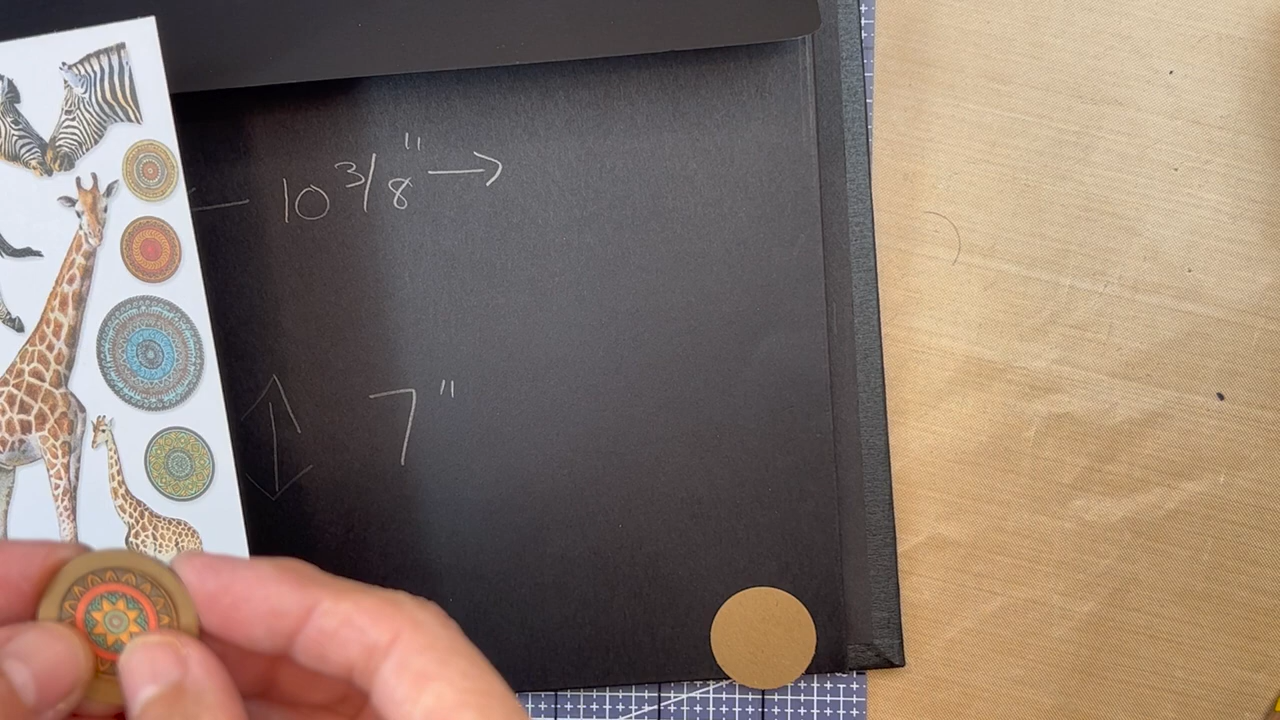 ← 10 3/8" →
↕ 7"